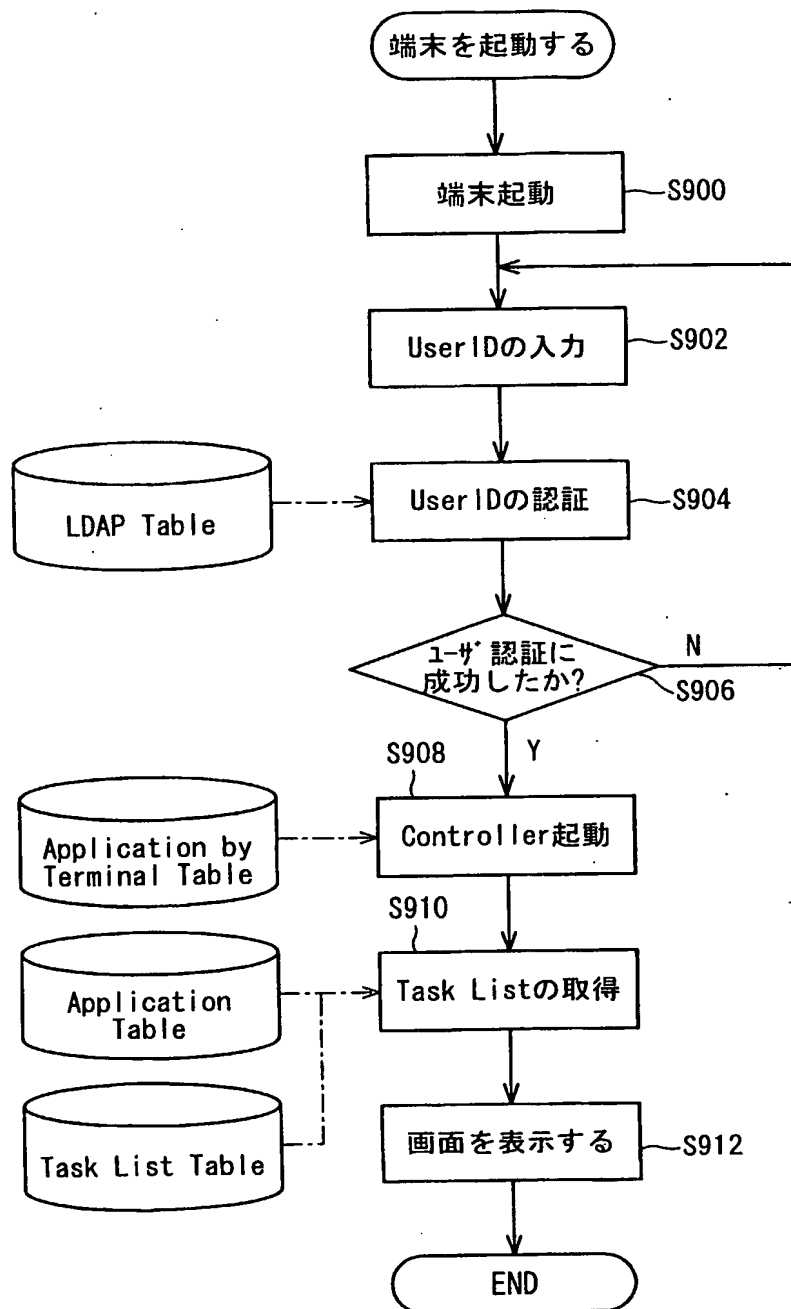 端末を起動する
端末起動
S900
UserIDの入力
S902
LDAP Table
UserIDの認証
S904
ﾕｰｻﾞ認証に
成功したか?
N
S906
Y
S908
Application by
Terminal Table
Controller起動
S910
Application
Table
Task Listの取得
Task List Table
画面を表示する
S912
END